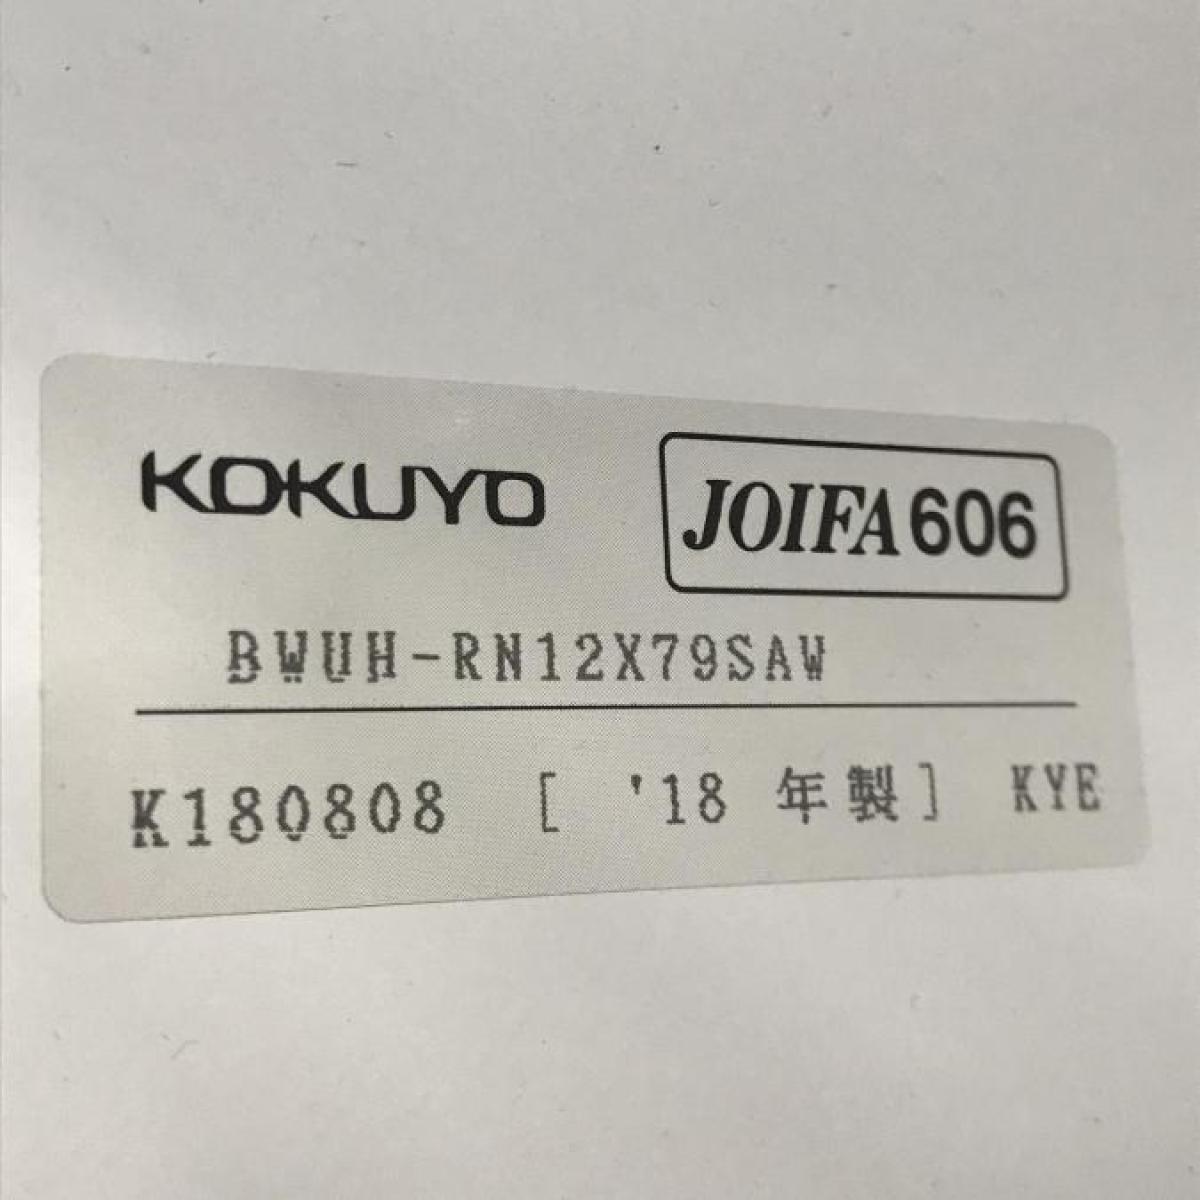 KOKUYO
JOIFA606
BWUH-RN12X79SAW
K180808 [ '18 年製] KYE